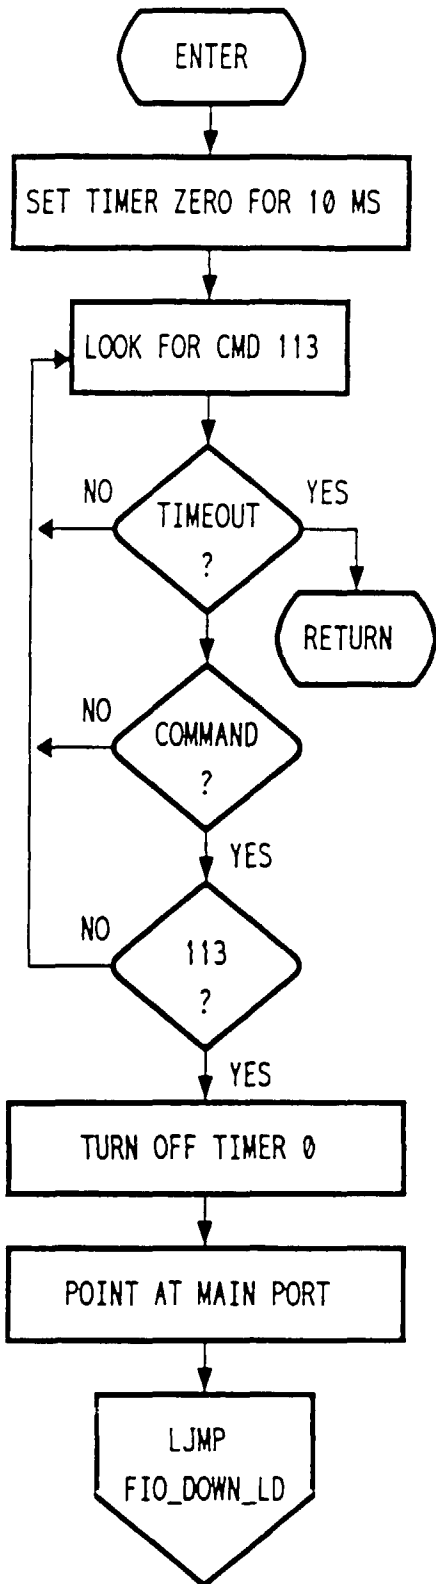 ENTER
SET TIMER ZERO FOR 10 MS
LOOK FOR CMD 113
NO
YES
TIMEOUT
?
RETURN
NO
COMMAND
?
YES
NO
113
?
YES
TURN OFF TIMER 0
POINT AT MAIN PORT
LJMP
FIO_DOWN_LD